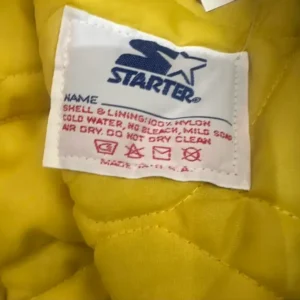 STARTER®
NAME
SHELL & LINING: 100% NYLON
COLD WATER, NO BLEACH, MILD SOAP
AIR DRY. DO NOT DRY CLEAN
MADE IN U.S.A.